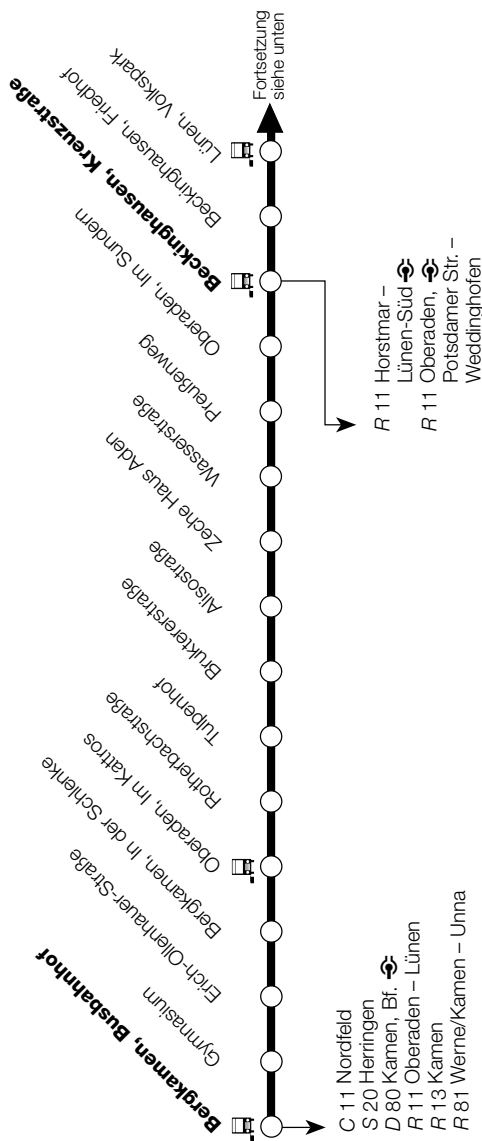 Bergkamen, Busbahnhof
Gymnasium
Erich-Ollenhauer-Straße
Bergkamen, In der Schlenke
Oberaden, Im Kattros
Rotherbachstraße
Tulpenhof
Bruktererstraße
Alisostraße
Zeche Haus Aden
Wasserstraße
Preußenweg
Oberaden, Im Sundern
Beckinghausen, Kreuzstraße
Beckinghausen, Friedhof
Lünen, Volkspark
Fortsetzung
siehe unten
C 11 Nordfeld
S 20 Herringen
D 80 Kamen, Bf.
R 11 Oberaden – Lünen
R 13 Kamen
R 81 Werne/Kamen – Unna
R 11 Horstmar –
Lünen-Süd
R 11 Oberaden,
Potsdamer Str. –
Weddinghofen